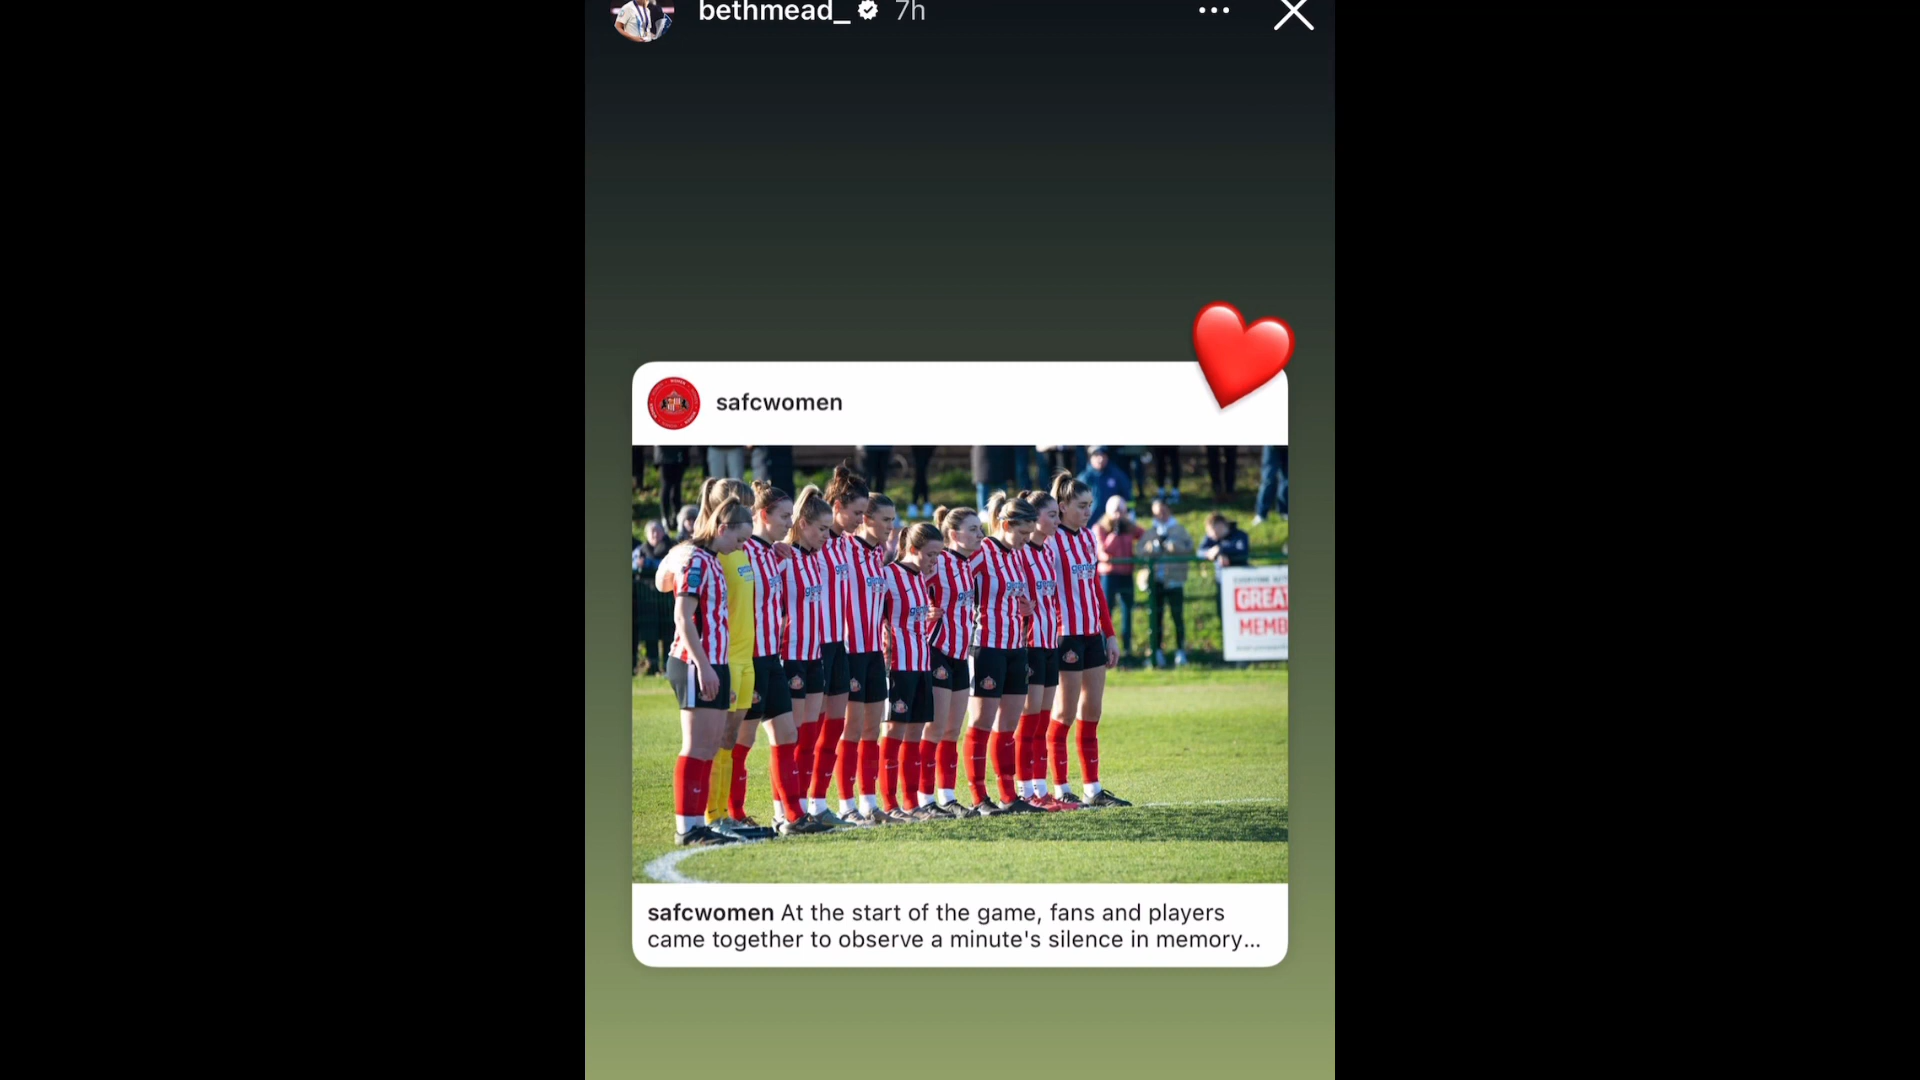 bethmead_ 7h
safcwomen
GREA
MEMB
safcwomen At the start of the game, fans and players
came together to observe a minute's silence in memory...